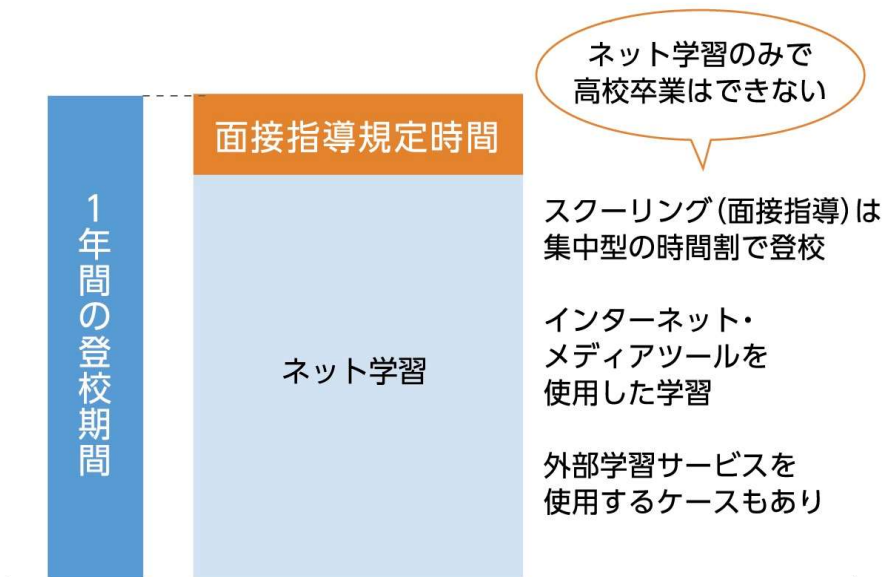 ネット学習のみで
高校卒業はできない
面接指導規定時間
1年間の登校期間
スクーリング(面接指導)は
集中型の時間割で登校
ネット学習
インターネット・
メディアツールを
使用した学習
外部学習サービスを
使用するケースもあり